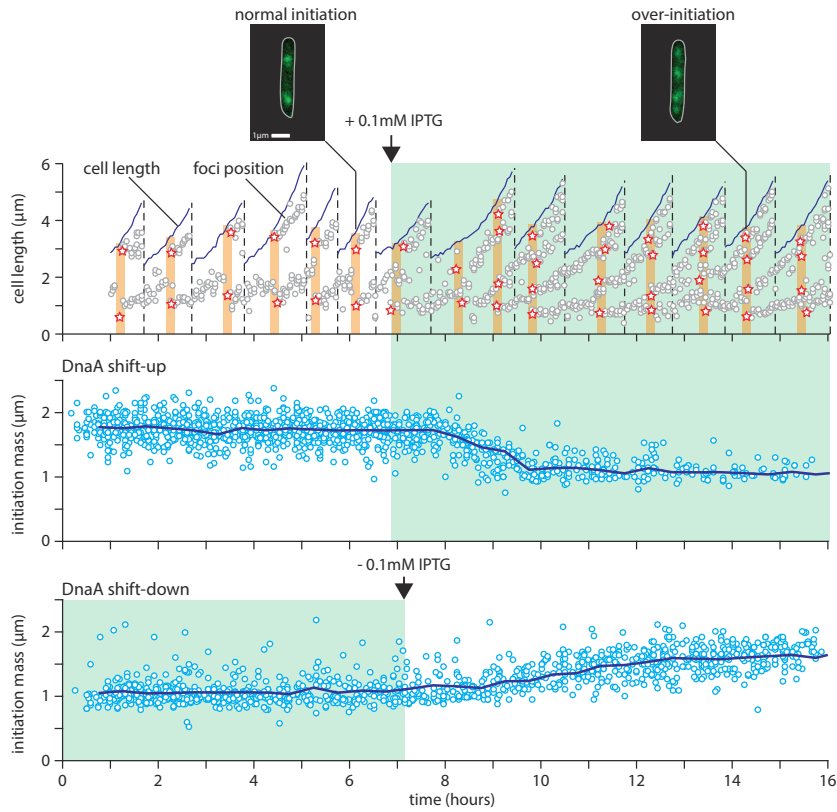 normal initiation
over-initiation
1μm
+ 0.1mM IPTG
cell length
foci position
cell length (μm)
6
4
2
0
DnaA shift-up
initiation mass (μm)
2
1
0
- 0.1mM IPTG
DnaA shift-down
initiation mass (μm)
2
1
0
0 2 4 6 8 10 12 14 16
time (hours)